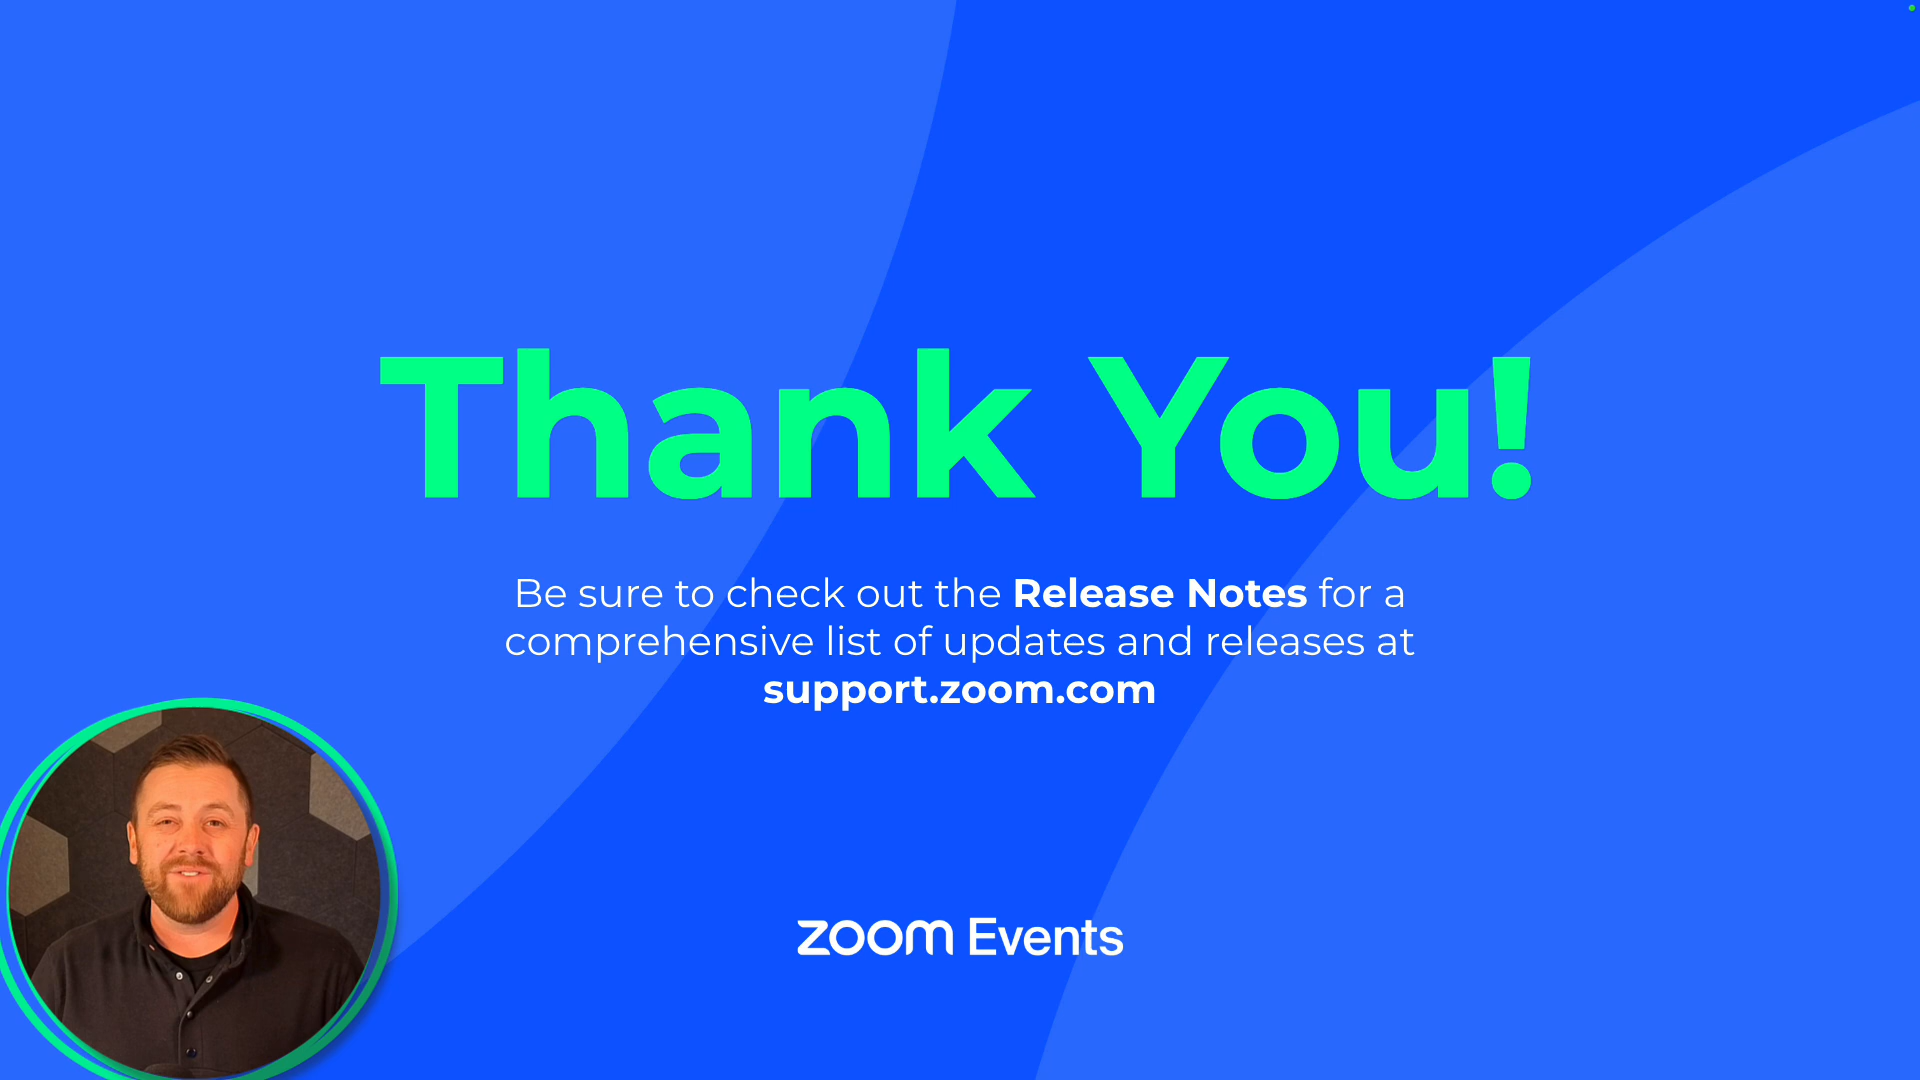 Thank You!
Be sure to check out the Release Notes for a
comprehensive list of updates and releases at
support.zoom.com
zoom Events